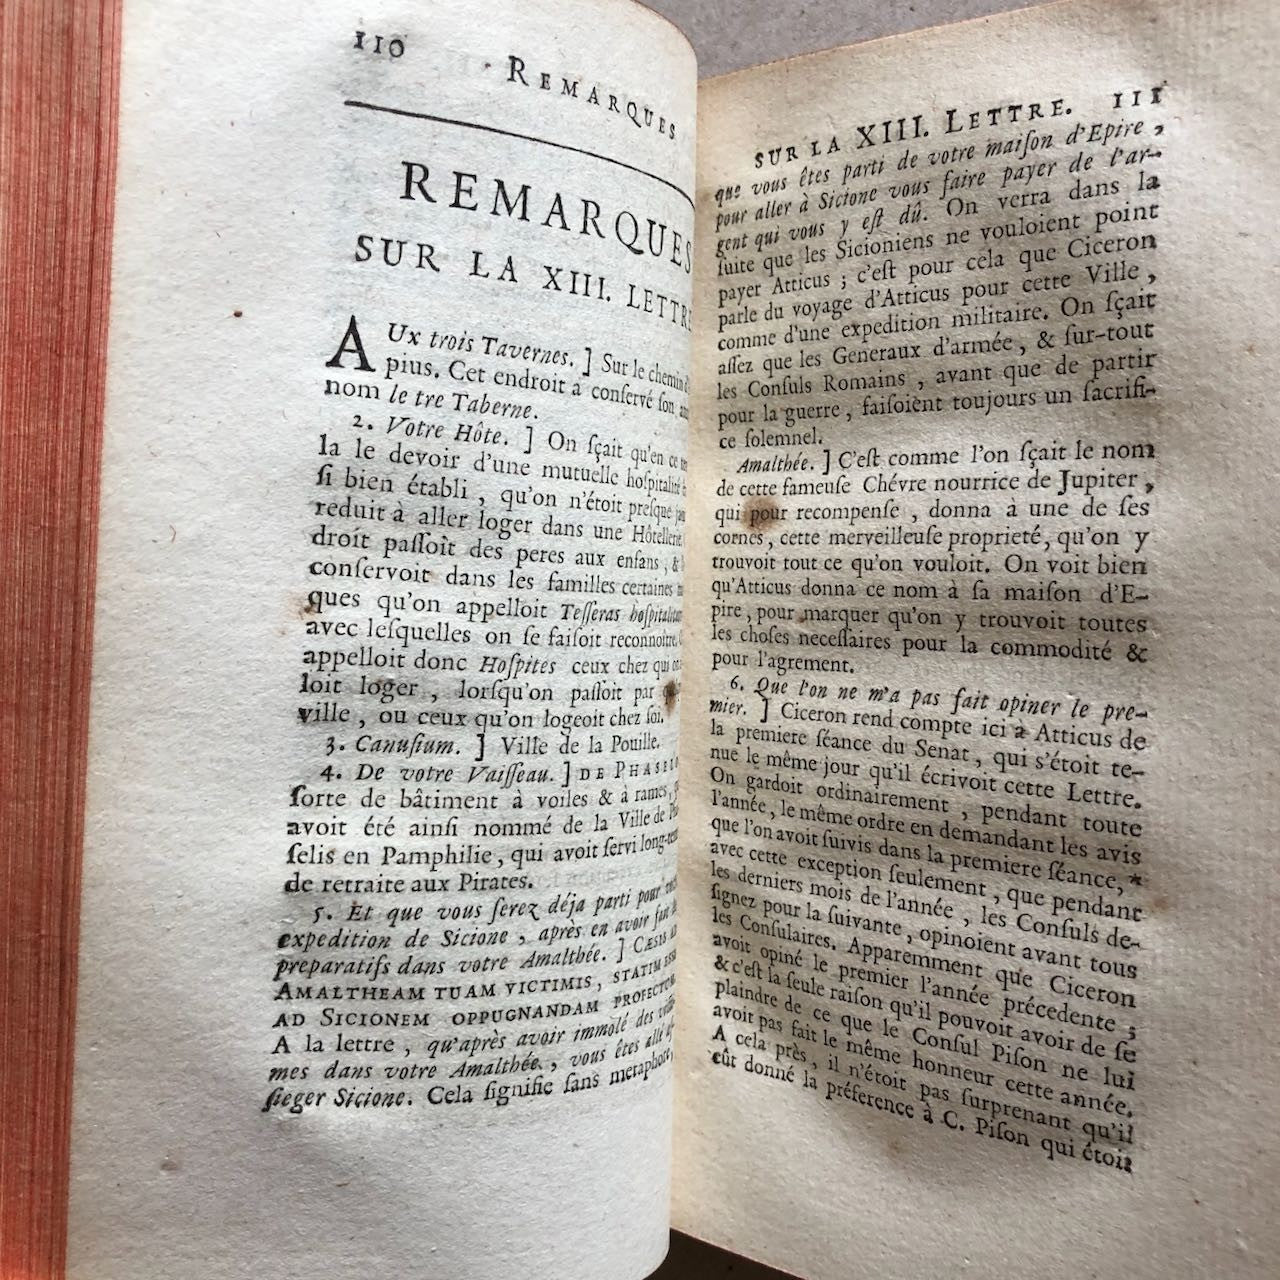 110 REMARQUES
REMARQUES
SUR LA XIII. LETTRE
AUx trois Tavernes. ] Sur le chemin
pius. Cet endroit a conservé son
nom le tre Taberne.
2. Votre Hôte. ] On sçait qu'en ce
la le devoir d'une mutuelle hospitalité
si bien établi, qu'on n'étoit presque
reduit à aller loger dans une Hôtellerie
droit passoit des peres aux enfans, &
conservoit dans les familles certaines
ques qu'on appelloit Tesseras hospitalitatis
avec lesquelles on se faisoit reconnoître.
appelloit donc Hospites ceux chez qui on
loit loger, lorsqu'on passoit par
ville, ou ceux qu'on logeoit chez soi.
3. Canusium. ] Ville de la Pouille.
4. De votre Vaisseau. ] DE PHASELO
sorte de bâtiment à voiles & à rames,
avoit été ainsi nommé de la Ville de
selis en Pamphilie, qui avoit servi long-tems
de retraite aux Pirates.
5. Et que vous serez déja parti pour
expedition de Sicione, après en avoir fait
preparatifs dans votre Amalthée. ] CÆSIS AD
AMALTHEAM TUAM VICTIMIS, STATIM ESSE
AD SICIONEM OPPUGNANDAM PROFECTUM
A la lettre, qu'après avoir immolé des victi-
mes dans votre Amalthée, vous êtes allé as-
sieger Sicione. Cela signifie sans metaphore,
SUR LA XIII. LETTRE. 111
que vous êtes parti de votre maison d'Epire,
pour aller à Sicione vous faire payer de l'ar-
gent qui vous y est dû. On verra dans la
suite que les Sicioniens ne vouloient point
payer Atticus ; c'est pour cela que Ciceron
parle du voyage d'Atticus pour cette Ville,
comme d'une expedition militaire. On sçait
assez que les Generaux d'armée, & sur-tout
les Consuls Romains, avant que de partir
pour la guerre, faisoient toujours un sacrifi-
ce solemnel.
Amalthée. ] C'est comme l'on sçait le nom
de cette fameuse Chévre nourrice de Jupiter,
qui pour recompense, donna à une de ses
cornes, cette merveilleuse proprieté, qu'on y
trouvoit tout ce qu'on vouloit. On voit bien
qu'Atticus donna ce nom à sa maison d'E-
pire, pour marquer qu'on y trouvoit toutes
les choses necessaires pour la commodité &
pour l'agrement.
6. Que l'on ne m'a pas fait opiner le pre-
mier. ] Ciceron rend compte ici à Atticus de
la premiere séance du Senat, qui s'étoit te-
nue le même jour qu'il écrivoit cette Lettre.
On gardoit ordinairement, pendant toute
l'année, le même ordre en demandant les avis
que l'on avoit suivis dans la premiere séance, *
avec cette exception seulement, que pendant
les derniers mois de l'année, les Consuls de-
signez pour la suivante, opinoient avant tous
les Consulaires. Apparemment que Ciceron
avoit opiné le premier l'année précedente ;
& c'est la seule raison qu'il pouvoit avoir de se
plaindre de ce que le Consul Pison ne lui
avoit pas fait le même honneur cette année.
A cela près, il n'étoit pas surprenant qu'il
eût donné la préference à C. Pison qui étoit